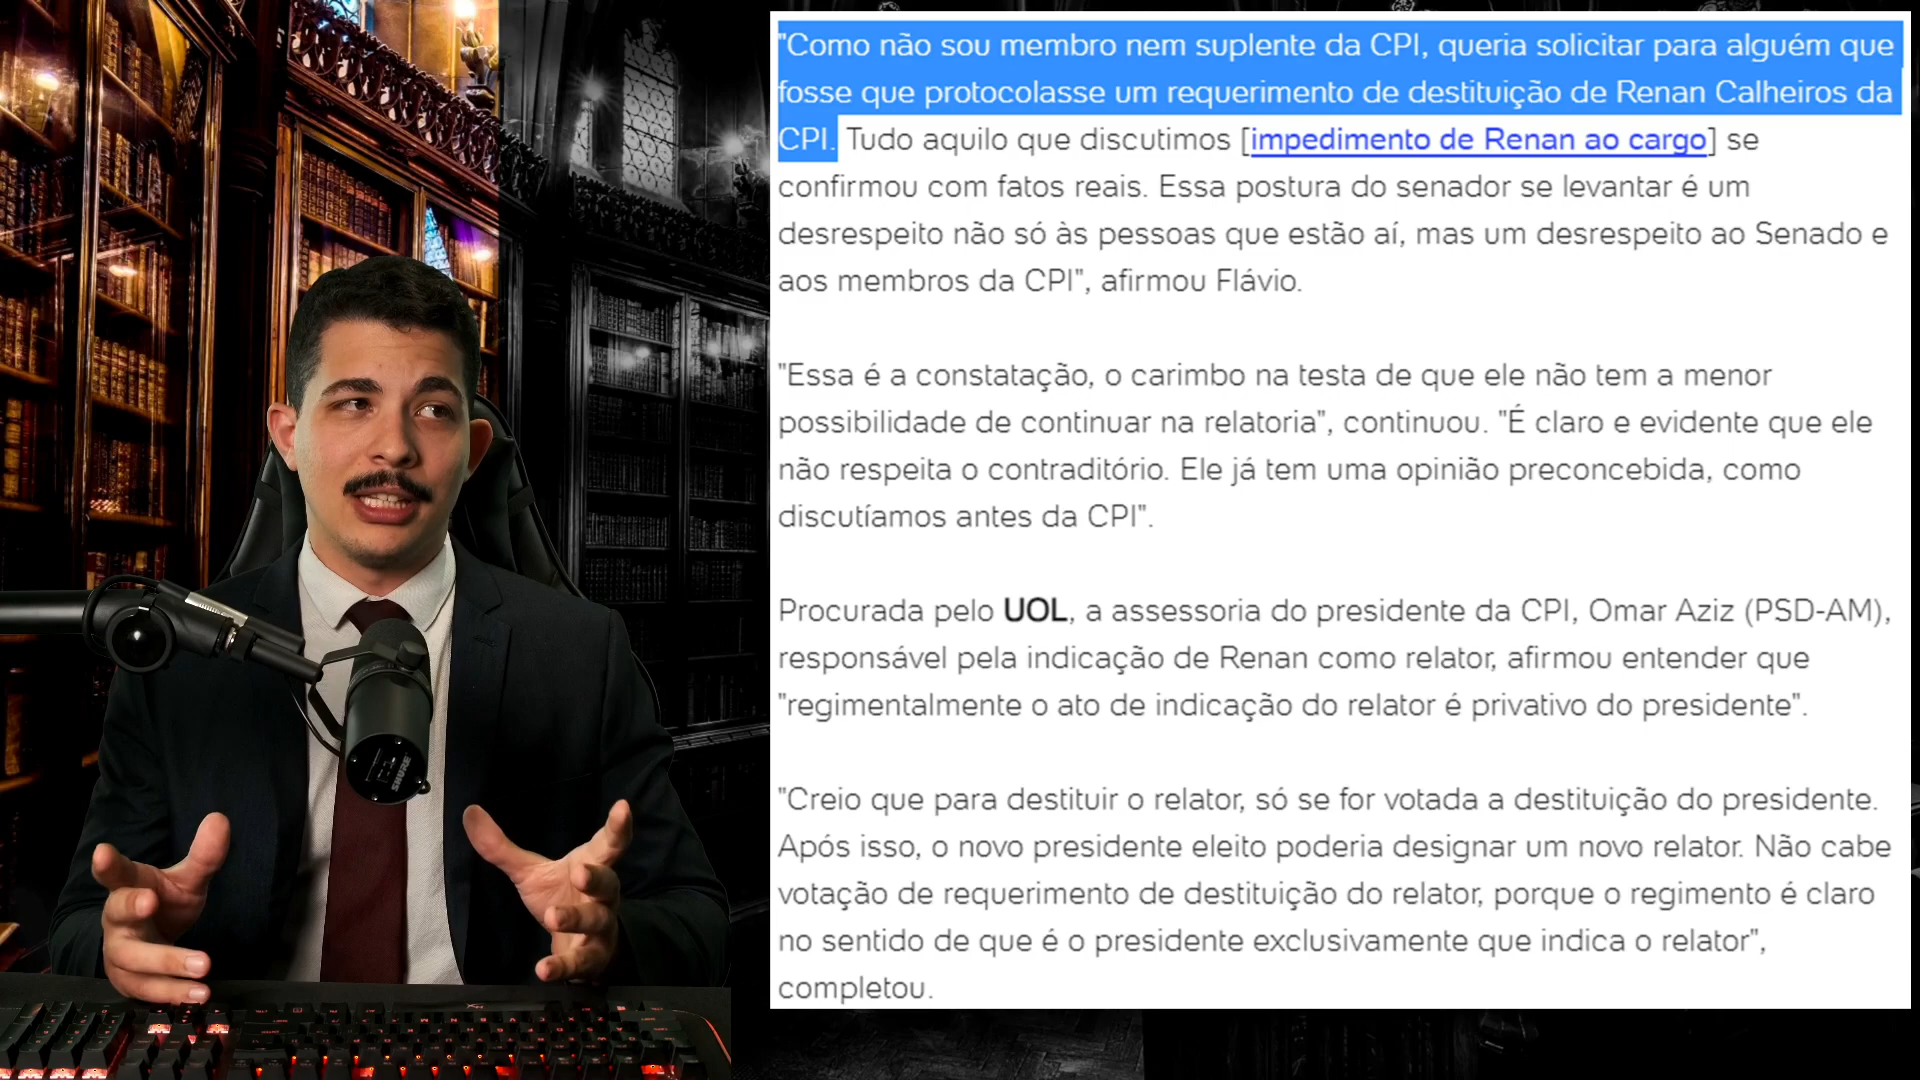 "Como não sou membro nem suplente da CPI, queria solicitar para alguém que
fosse que protocolasse um requerimento de destituição de Renan Calheiros da
CPI. Tudo aquilo que discutimos [impedimento de Renan ao cargo] se
confirmou com fatos reais. Essa postura do senador se levantar é um
desrespeito não só às pessoas que estão aí, mas um desrespeito ao Senado e
aos membros da CPI", afirmou Flávio.
"Essa é a constatação, o carimbo na testa de que ele não tem a menor
possibilidade de continuar na relatoria", continuou. "É claro e evidente que ele
não respeita o contraditório. Ele já tem uma opinião preconcebida, como
discutíamos antes da CPI".
Procurada pelo UOL, a assessoria do presidente da CPI, Omar Aziz (PSD-AM),
responsável pela indicação de Renan como relator, afirmou entender que
"regimentalmente o ato de indicação do relator é privativo do presidente".
"Creio que para destituir o relator, só se for votada a destituição do presidente.
Após isso, o novo presidente eleito poderia designar um novo relator. Não cabe
votação de requerimento de destituição do relator, porque o regimento é claro
no sentido de que é o presidente exclusivamente que indica o relator",
completou.
SHURE